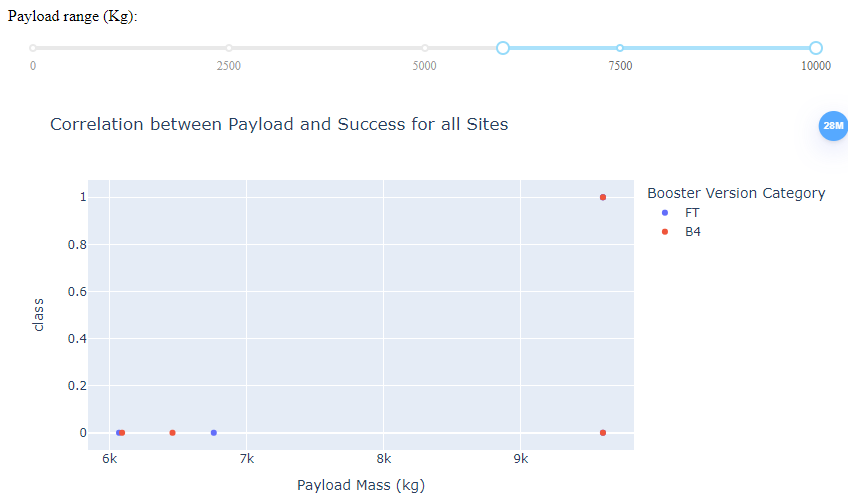 Payload range (Kg):
0 2500 5000 7500 10000
Correlation between Payload and Success for all Sites
28M
Booster Version Category
FT
B4
1
0.8
0.6
0.4
0.2
0
class
6k 7k 8k 9k
Payload Mass (kg)